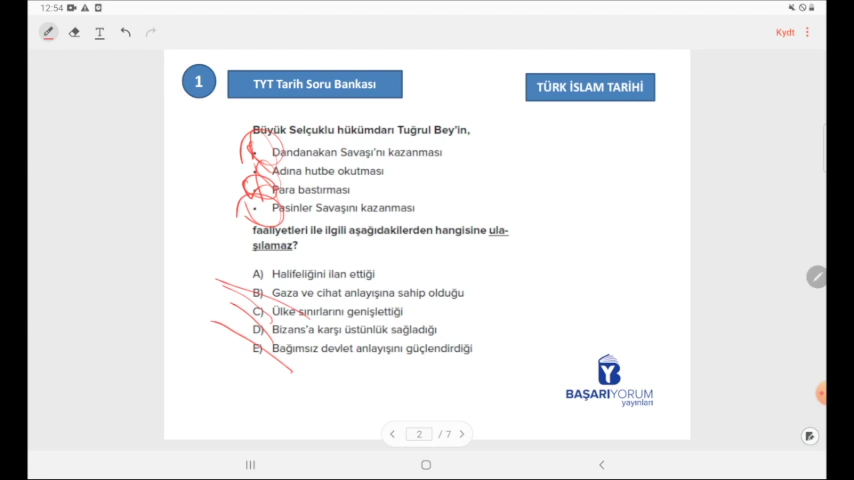 12:54
Kydt
1
TYT Tarih Soru Bankası
TÜRK İSLAM TARİHİ
Büyük Selçuklu hükümdarı Tuğrul Bey'in,
• Dandanakan Savaşı'nı kazanması
• Adına hutbe okutması
• Para bastırması
• Pasinler Savaşını kazanması
faaliyetleri ile ilgili aşağıdakilerden hangisine ula-
şılamaz?
A) Halifeliğini ilan ettiği
B) Gaza ve cihat anlayışına sahip olduğu
C) Ülke sınırlarını genişlettiği
D) Bizans'a karşı üstünlük sağladığı
E) Bağımsız devlet anlayışını güçlendirdiği
BAŞARIYORUM
yayınları
2 / 7